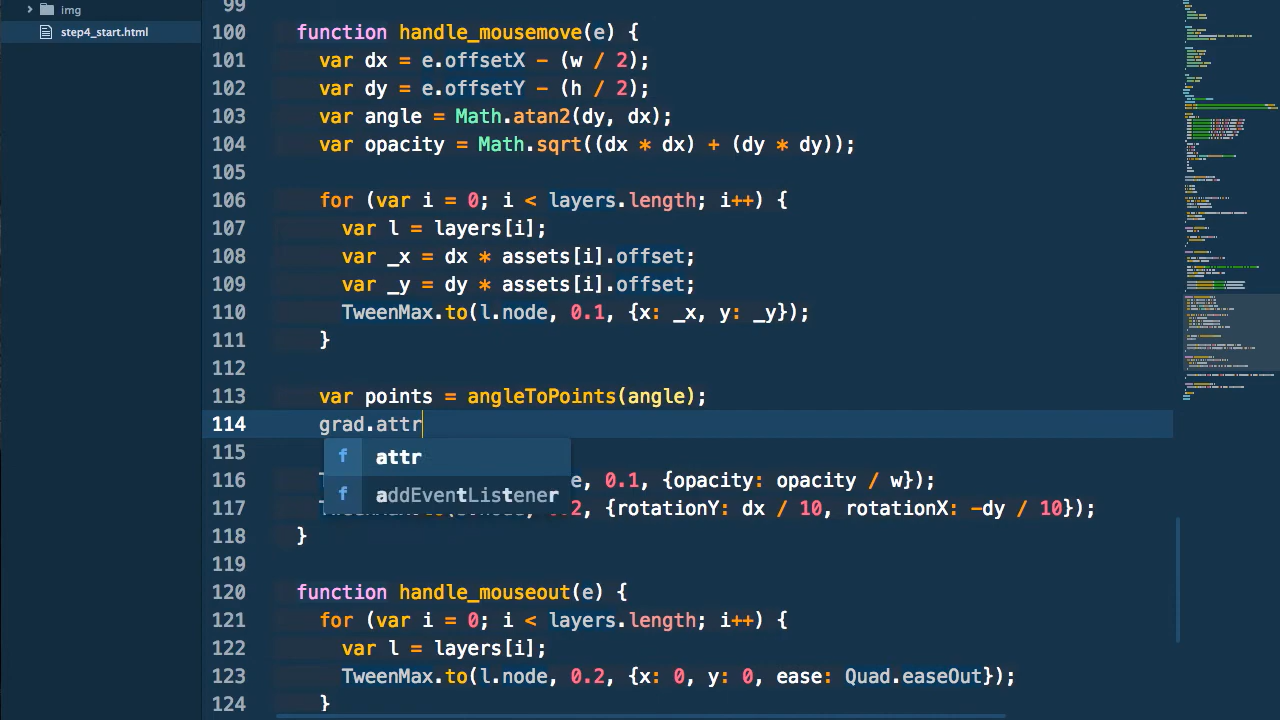 img
step4_start.html
99
100 function handle_mousemove(e) {
101 var dx = e.offsetX - (w / 2);
102 var dy = e.offsetY - (h / 2);
103 var angle = Math.atan2(dy, dx);
104 var opacity = Math.sqrt((dx * dx) + (dy * dy));
105
106 for (var i = 0; i < layers.length; i++) {
107 var l = layers[i];
108 var _x = dx * assets[i].offset;
109 var _y = dy * assets[i].offset;
110 TweenMax.to(l.node, 0.1, {x: _x, y: _y});
111 }
112
113 var points = angleToPoints(angle);
114 grad.attr
115 f attr
116 e, 0.1, {opacity: opacity / w});
f addEventListener
117 {rotationY: dx / 10, rotationX: -dy / 10});
118 }
119
120 function handle_mouseout(e) {
121 for (var i = 0; i < layers.length; i++) {
122 var l = layers[i];
123 TweenMax.to(l.node, 0.2, {x: 0, y: 0, ease: Quad.easeOut});
124 }